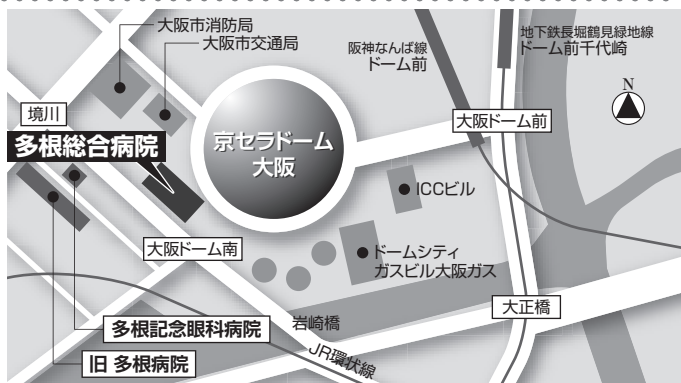 大阪市消防局
大阪市交通局
阪神なんば線
ドーム前
地下鉄長堀鶴見緑地線
ドーム前千代崎
N
境川
多根総合病院
京セラドーム
大阪
大阪ドーム前
ICCビル
大阪ドーム南
ドームシティ
ガスビル大阪ガス
大正橋
多根記念眼科病院
岩崎橋
JR環状線
旧 多根病院